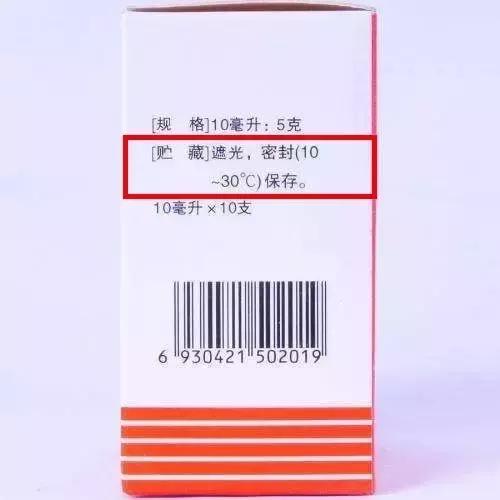 [规 格]10毫升：5克
[贮 藏]遮光，密封(10
~30℃)保存。
10毫升×10支
6 930421 502019